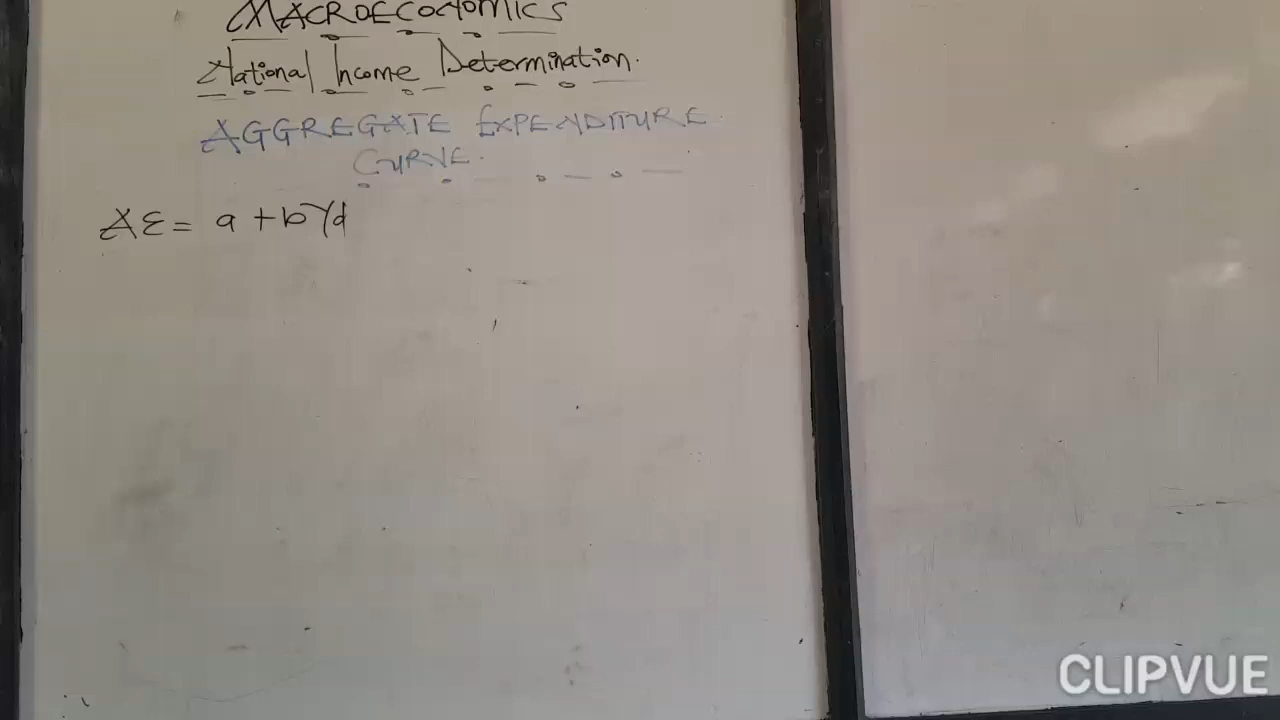 MACROECONOMICS
National Income Determination.
AGGREGATE EXPENDITURE
CURVE.
AE = a + bYd
CLIPVUE